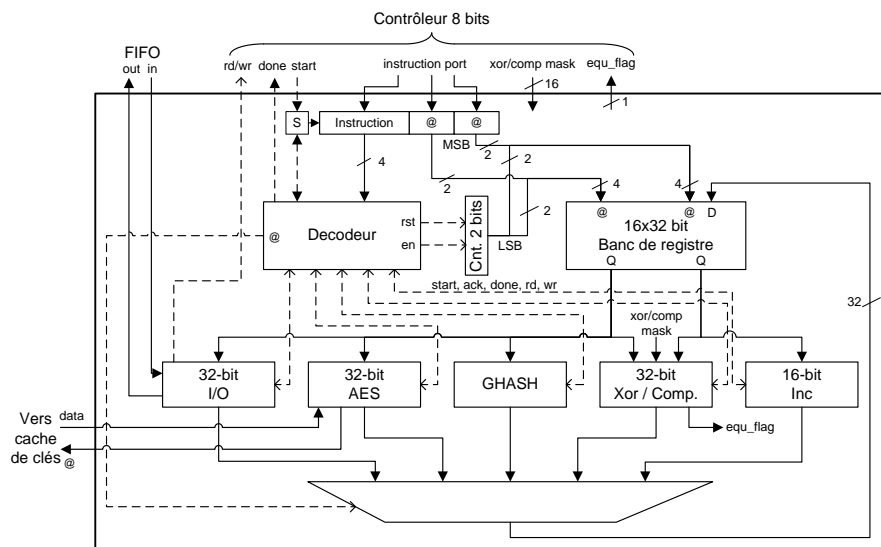 Contrôleur 8 bits
FIFO
out in
rd/wr done start
instruction port
xor/comp mask
equ_flag
16
1
S
Instruction
@
@
MSB
2
2
4
2
4
4
2
Decodeur
@
rst
en
Cnt. 2 bits
LSB
@
@ D
16x32 bit
Banc de registre
Q
Q
start, ack, done, rd, wr
32
xor/comp
mask
32-bit
I/O
32-bit
AES
GHASH
32-bit
Xor / Comp.
16-bit
Inc
Vers
cache
de clés
data
@
equ_flag